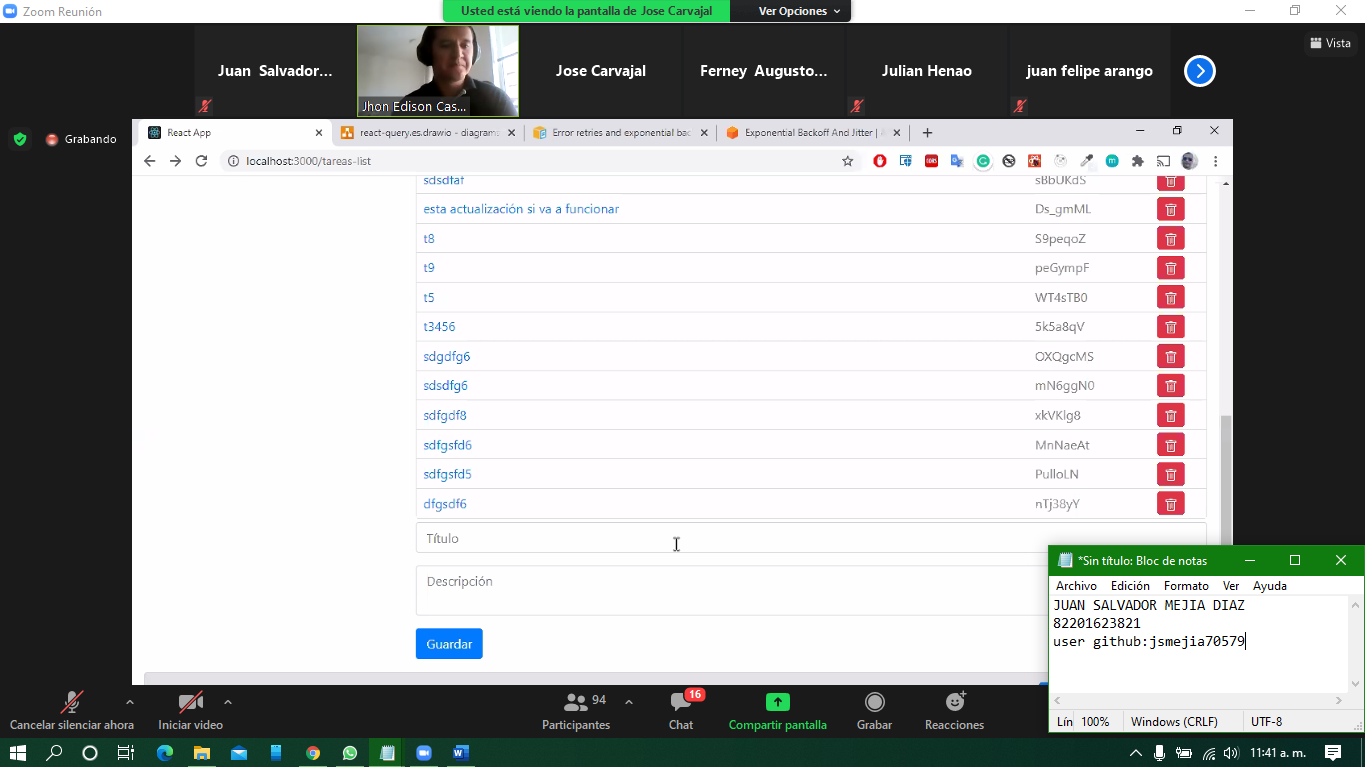 Zoom Reunión
Usted está viendo la pantalla de Jose Carvajal
Ver Opciones
Juan Salvador...
Jhon Edison Cas...
Jose Carvajal
Ferney Augusto...
Julian Henao
juan felipe arango
Vista
Grabando
React App
react-query.es.drawio - diagram
Error retries and exponential bac
Exponential Backoff And Jitter |
localhost:3000/tareas-list
sdsdfaf sBbUKdS
esta actualización si va a funcionar Ds_gmML
t8 S9peqoZ
t9 peGympF
t5 WT4sTB0
t3456 5k5a8qV
sdgdfg6 OXQgcMS
sdsdfg6 mN6ggN0
sdfgdf8 xkVKlg8
sdfgsfd6 MnNaeAt
sdfgsfd5 PulloLN
dfgsdf6 nTj38yY
Título
Descripción
Guardar
*Sin título: Bloc de notas
Archivo Edición Formato Ver Ayuda
JUAN SALVADOR MEJIA DIAZ
82201623821
user github:jsmejia70579
Lín 100% Windows (CRLF) UTF-8
Cancelar silenciar ahora
Iniciar video
94
Participantes
16
Chat
Compartir pantalla
Grabar
Reacciones
11:41 a. m.